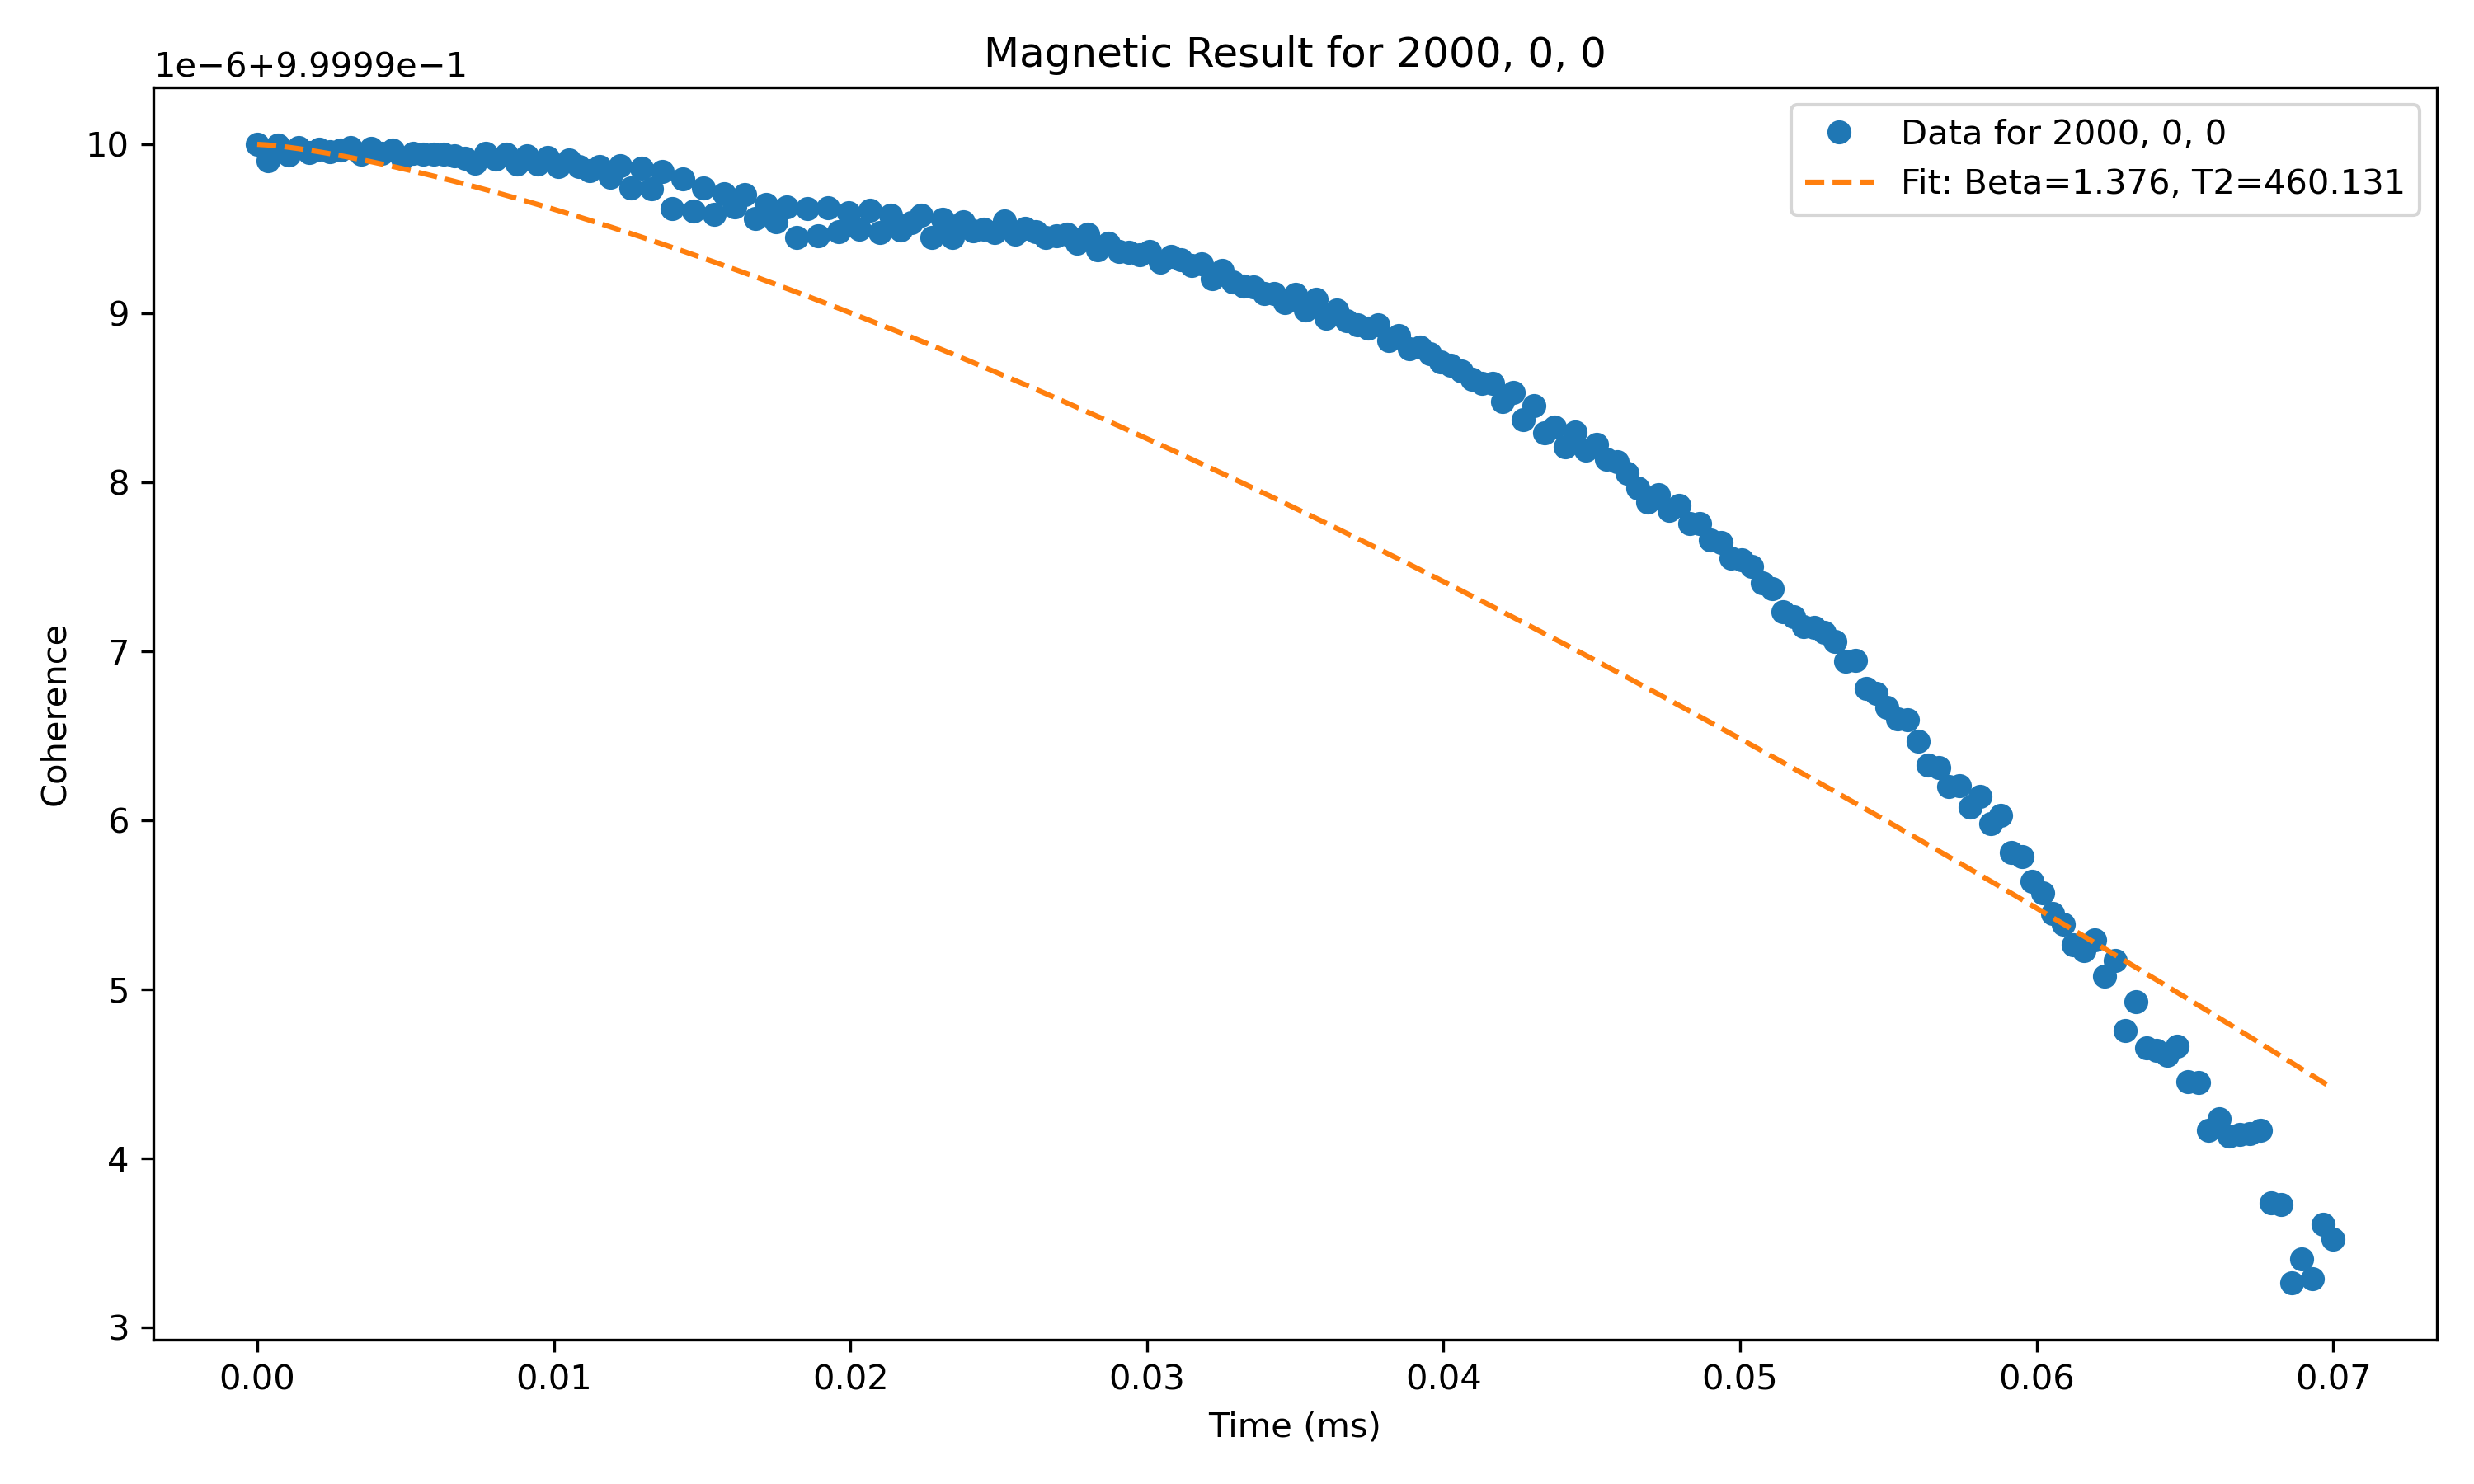 Magnetic Result for 2000, 0, 0
1e−6+9.9999e−1
Data for 2000, 0, 0
Fit: Beta=1.376, T2=460.131
10
9
8
7
6
5
4
3
Coherence
0.00 0.01 0.02 0.03 0.04 0.05 0.06 0.07
Time (ms)